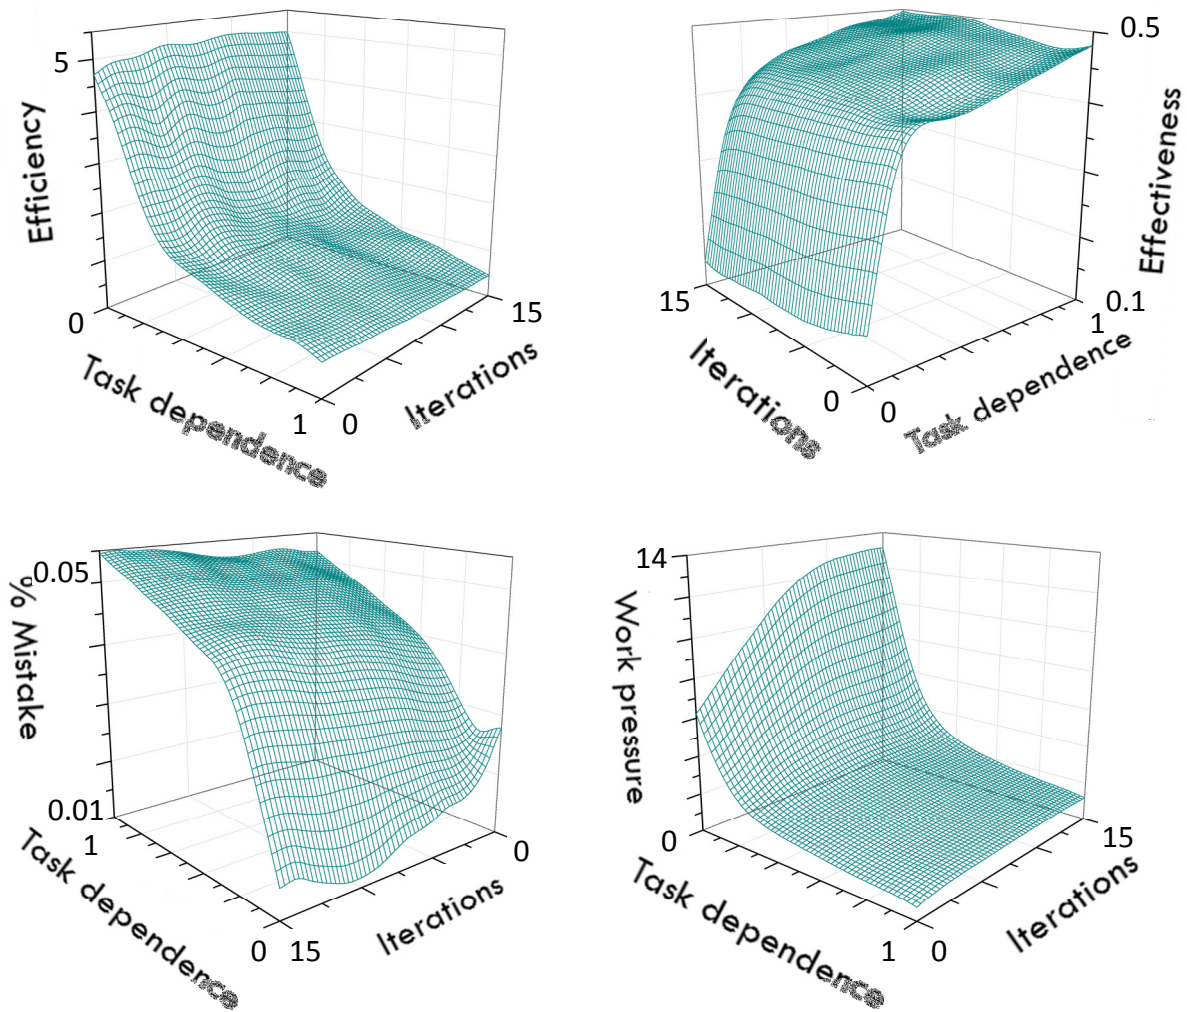 5
Efficiency
0
Task dependence
1
0
Iterations
15
0.5
Effectiveness
0.1
1
Task dependence
0
0
Iterations
15
0.05
% Mistake
0.01
1
Task dependence
0
15
Iterations
0
14
Work pressure
0
Task dependence
1
0
Iterations
15